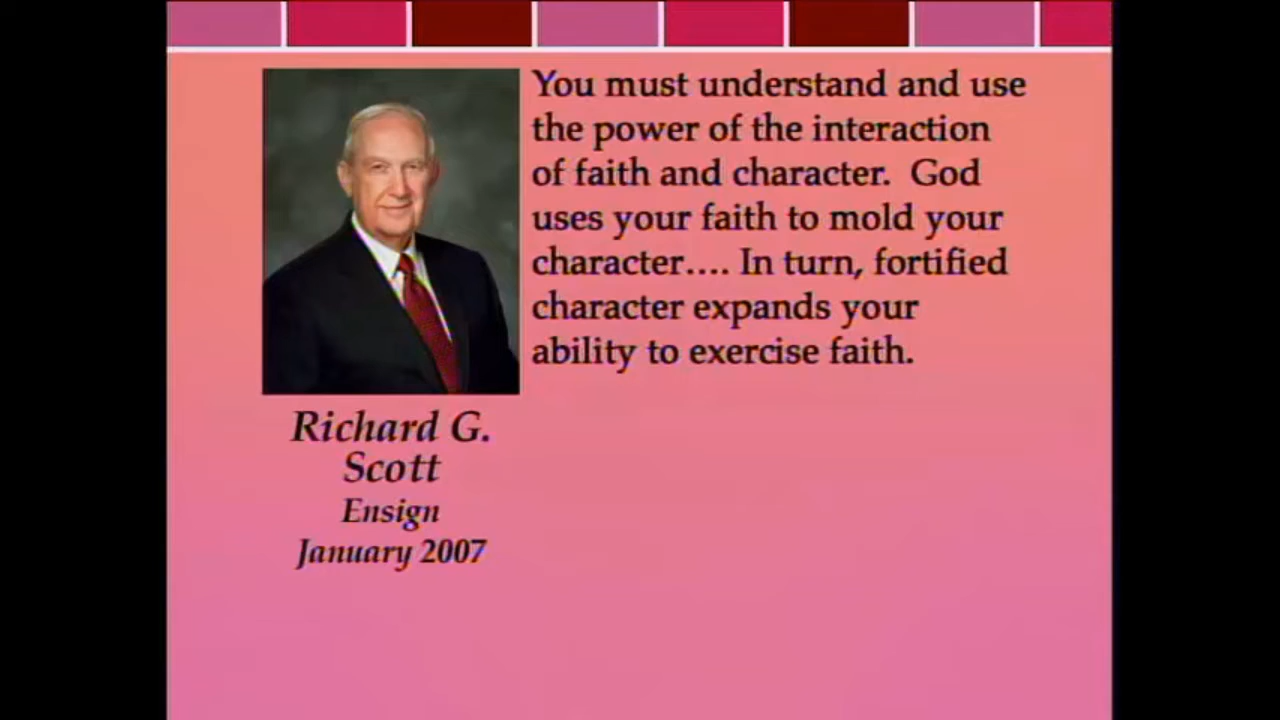 You must understand and use
the power of the interaction
of faith and character.  God
uses your faith to mold your
character.... In turn, fortified
character expands your
ability to exercise faith.
Richard G.
Scott
Ensign
January 2007